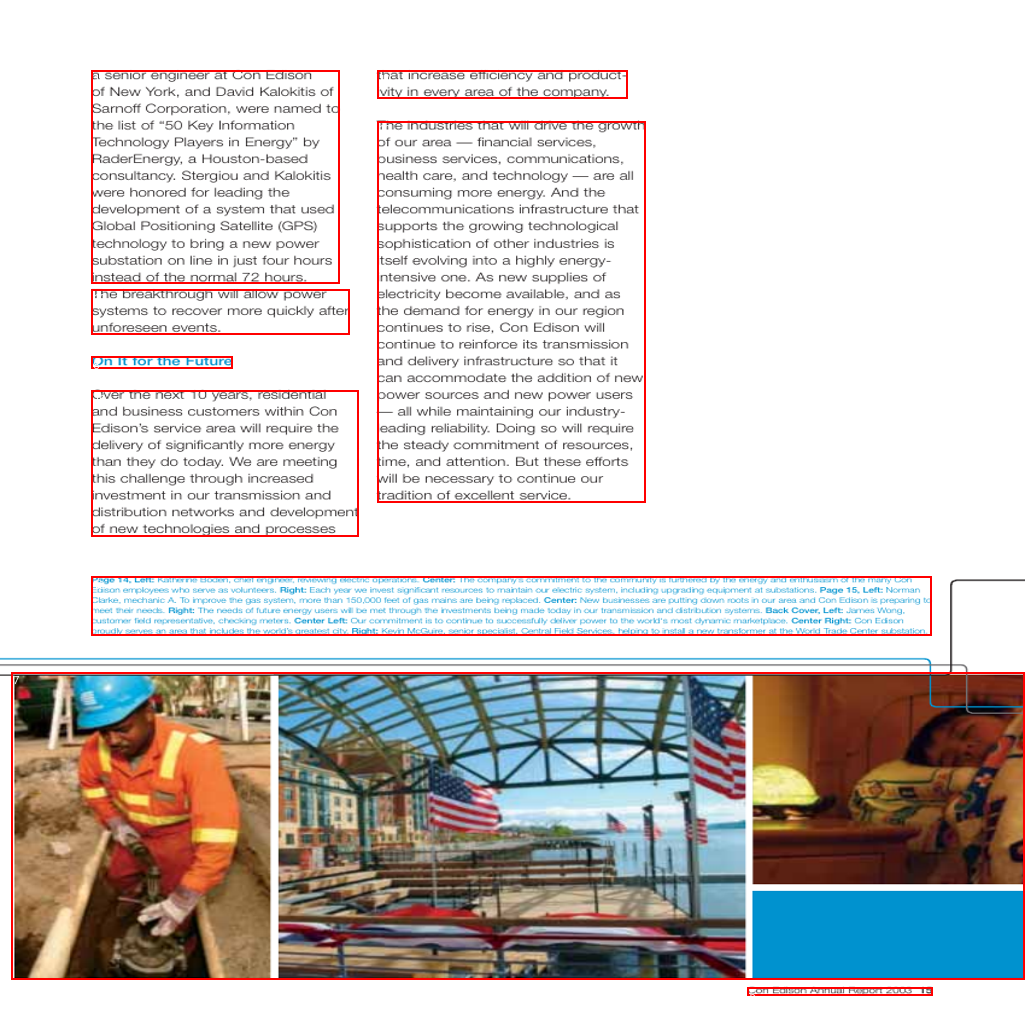 a senior engineer at Con Edison
of New York, and David Kalokitis of
Sarnoff Corporation, were named to
the list of “50 Key Information
Technology Players in Energy” by
RaderEnergy, a Houston-based
consultancy. Stergiou and Kalokitis
were honored for leading the
development of a system that used
Global Positioning Satellite (GPS)
technology to bring a new power
substation on line in just four hours
instead of the normal 72 hours.
The breakthrough will allow power
systems to recover more quickly after
unforeseen events.
On It for the Future
Over the next 10 years, residential
and business customers within Con
Edison’s service area will require the
delivery of significantly more energy
than they do today. We are meeting
this challenge through increased
investment in our transmission and
distribution networks and development
of new technologies and processes
that increase efficiency and product-
ivity in every area of the company.
The industries that will drive the growth
of our area — financial services,
business services, communications,
health care, and technology — are all
consuming more energy. And the
telecommunications infrastructure that
supports the growing technological
sophistication of other industries is
itself evolving into a highly energy-
intensive one. As new supplies of
electricity become available, and as
the demand for energy in our region
continues to rise, Con Edison will
continue to reinforce its transmission
and delivery infrastructure so that it
can accommodate the addition of new
power sources and new power users
— all while maintaining our industry-
leading reliability. Doing so will require
the steady commitment of resources,
time, and attention. But these efforts
will be necessary to continue our
tradition of excellent service.
Page 14, Left: Katherine Boden, chief engineer, reviewing electric operations. Center: The company’s commitment to the community is furthered by the energy and enthusiasm of the many Con
Edison employees who serve as volunteers. Right: Each year we invest significant resources to maintain our electric system, including upgrading equipment at substations. Page 15, Left: Norman
Clarke, mechanic A. To improve the gas system, more than 150,000 feet of gas mains are being replaced. Center: New businesses are putting down roots in our area and Con Edison is preparing to
meet their needs. Right: The needs of future energy users will be met through the investments being made today in our transmission and distribution systems. Back Cover, Left: James Wong,
customer field representative, checking meters. Center Left: Our commitment is to continue to successfully deliver power to the world’s most dynamic marketplace. Center Right: Con Edison
proudly serves an area that includes the world’s greatest city. Right: Kevin McGuire, senior specialist, Central Field Services, helping to install a new transformer at the World Trade Center substation.
7
Con Edison Annual Report 2003 15